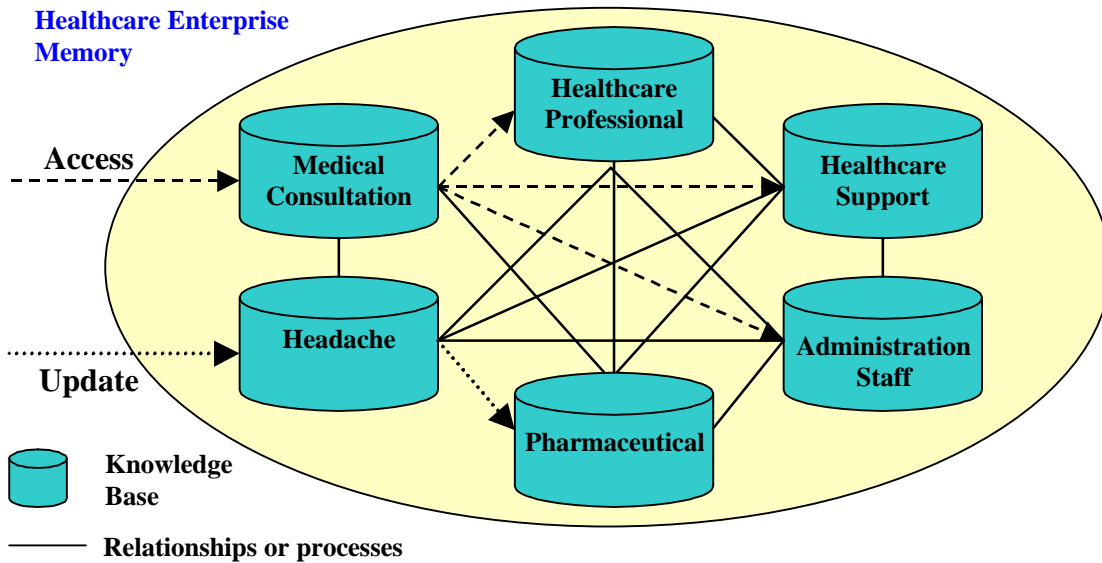 Healthcare Enterprise
Memory
Healthcare
Professional
Access
Medical
Consultation
Healthcare
Support
Headache
Administration
Staff
Update
Pharmaceutical
Knowledge
Base
Relationships or processes